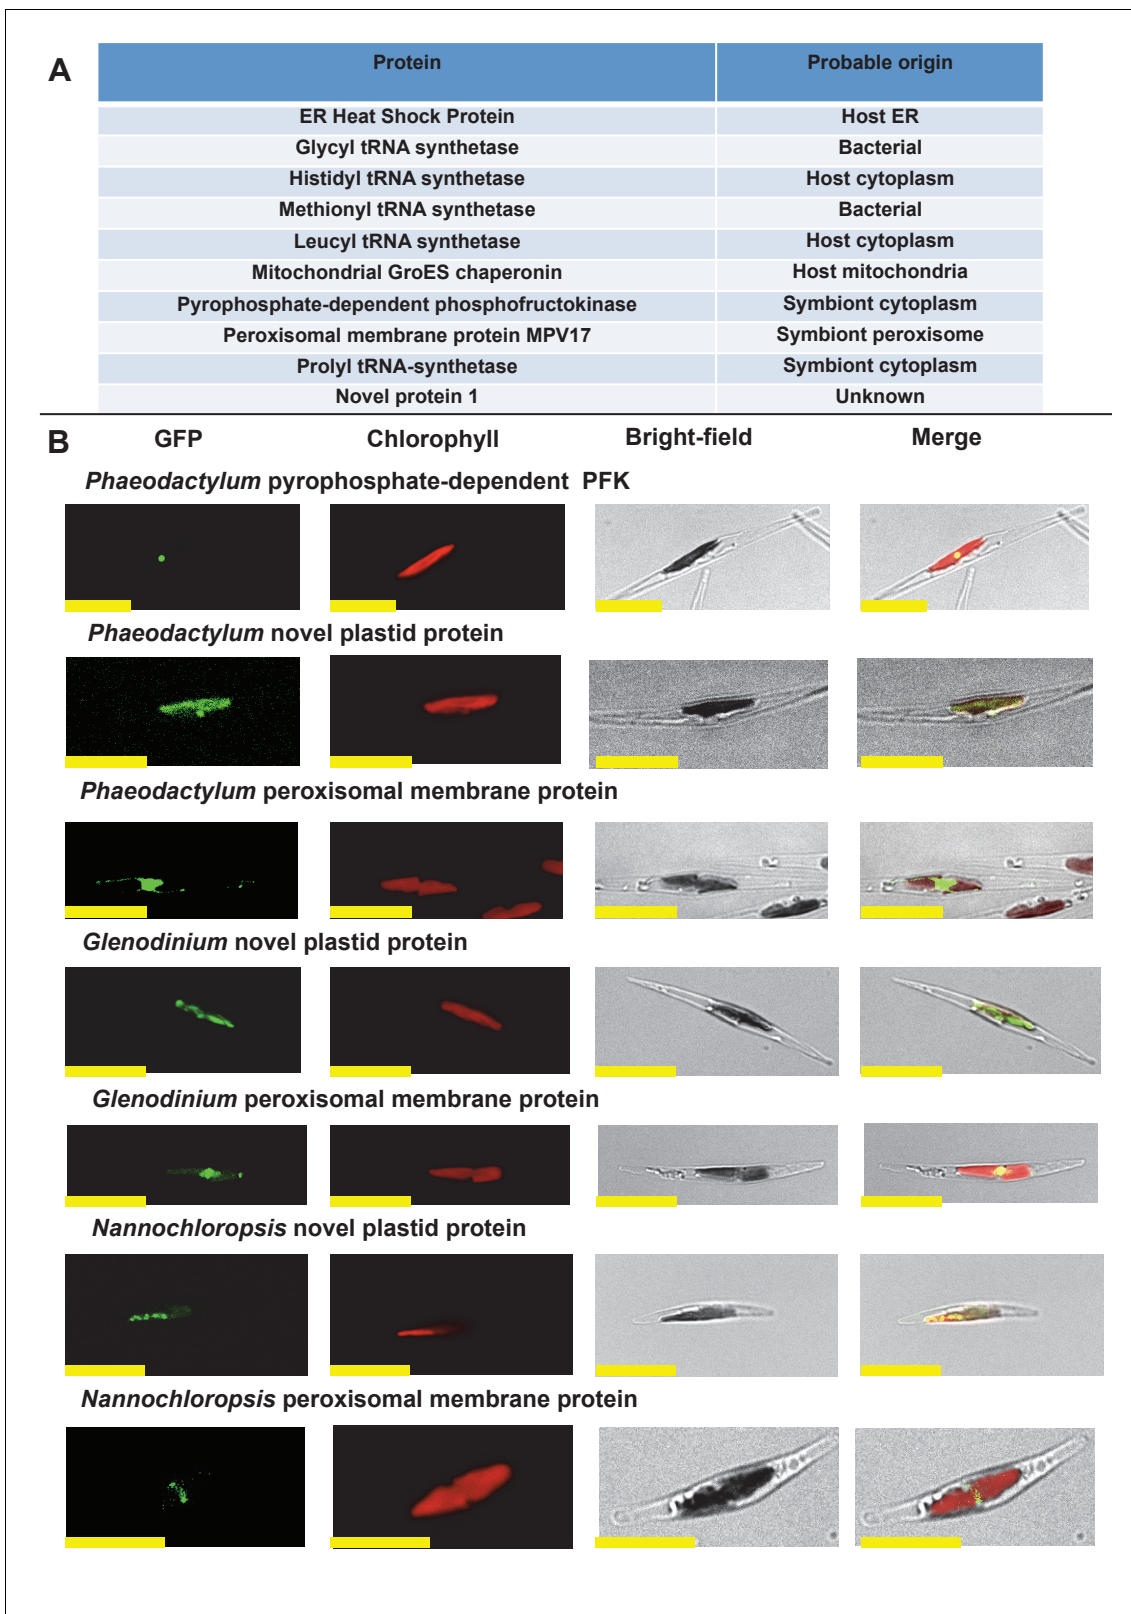 A
Protein Probable origin
ER Heat Shock Protein Host ER
Glycyl tRNA synthetase Bacterial
Histidyl tRNA synthetase Host cytoplasm
Methionyl tRNA synthetase Bacterial
Leucyl tRNA synthetase Host cytoplasm
Mitochondrial GroES chaperonin Host mitochondria
Pyrophosphate-dependent phosphofructokinase Symbiont cytoplasm
Peroxisomal membrane protein MPV17 Symbiont peroxisome
Prolyl tRNA-synthetase Symbiont cytoplasm
Novel protein 1 Unknown
B GFP Chlorophyll Bright-field Merge
Phaeodactylum pyrophosphate-dependent PFK
Phaeodactylum novel plastid protein
Phaeodactylum peroxisomal membrane protein
Glenodinium novel plastid protein
Glenodinium peroxisomal membrane protein
Nannochloropsis novel plastid protein
Nannochloropsis peroxisomal membrane protein